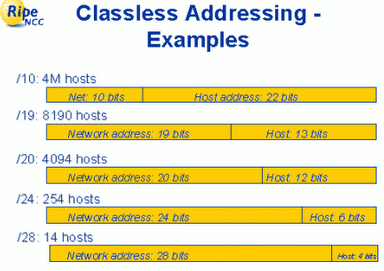 Ripe
NCC
Classless Addressing -
Examples
/10: 4M hosts
Net: 10 bits
Host address: 22 bits
/19: 8190 hosts
Network address: 19 bits
Host: 13 bits
/20: 4094 hosts
Network address: 20 bits
Host: 12 bits
/24: 254 hosts
Network address: 24 bits
Host: 6 bits
/28: 14 hosts
Network address: 28 bits
Host: 4 bits